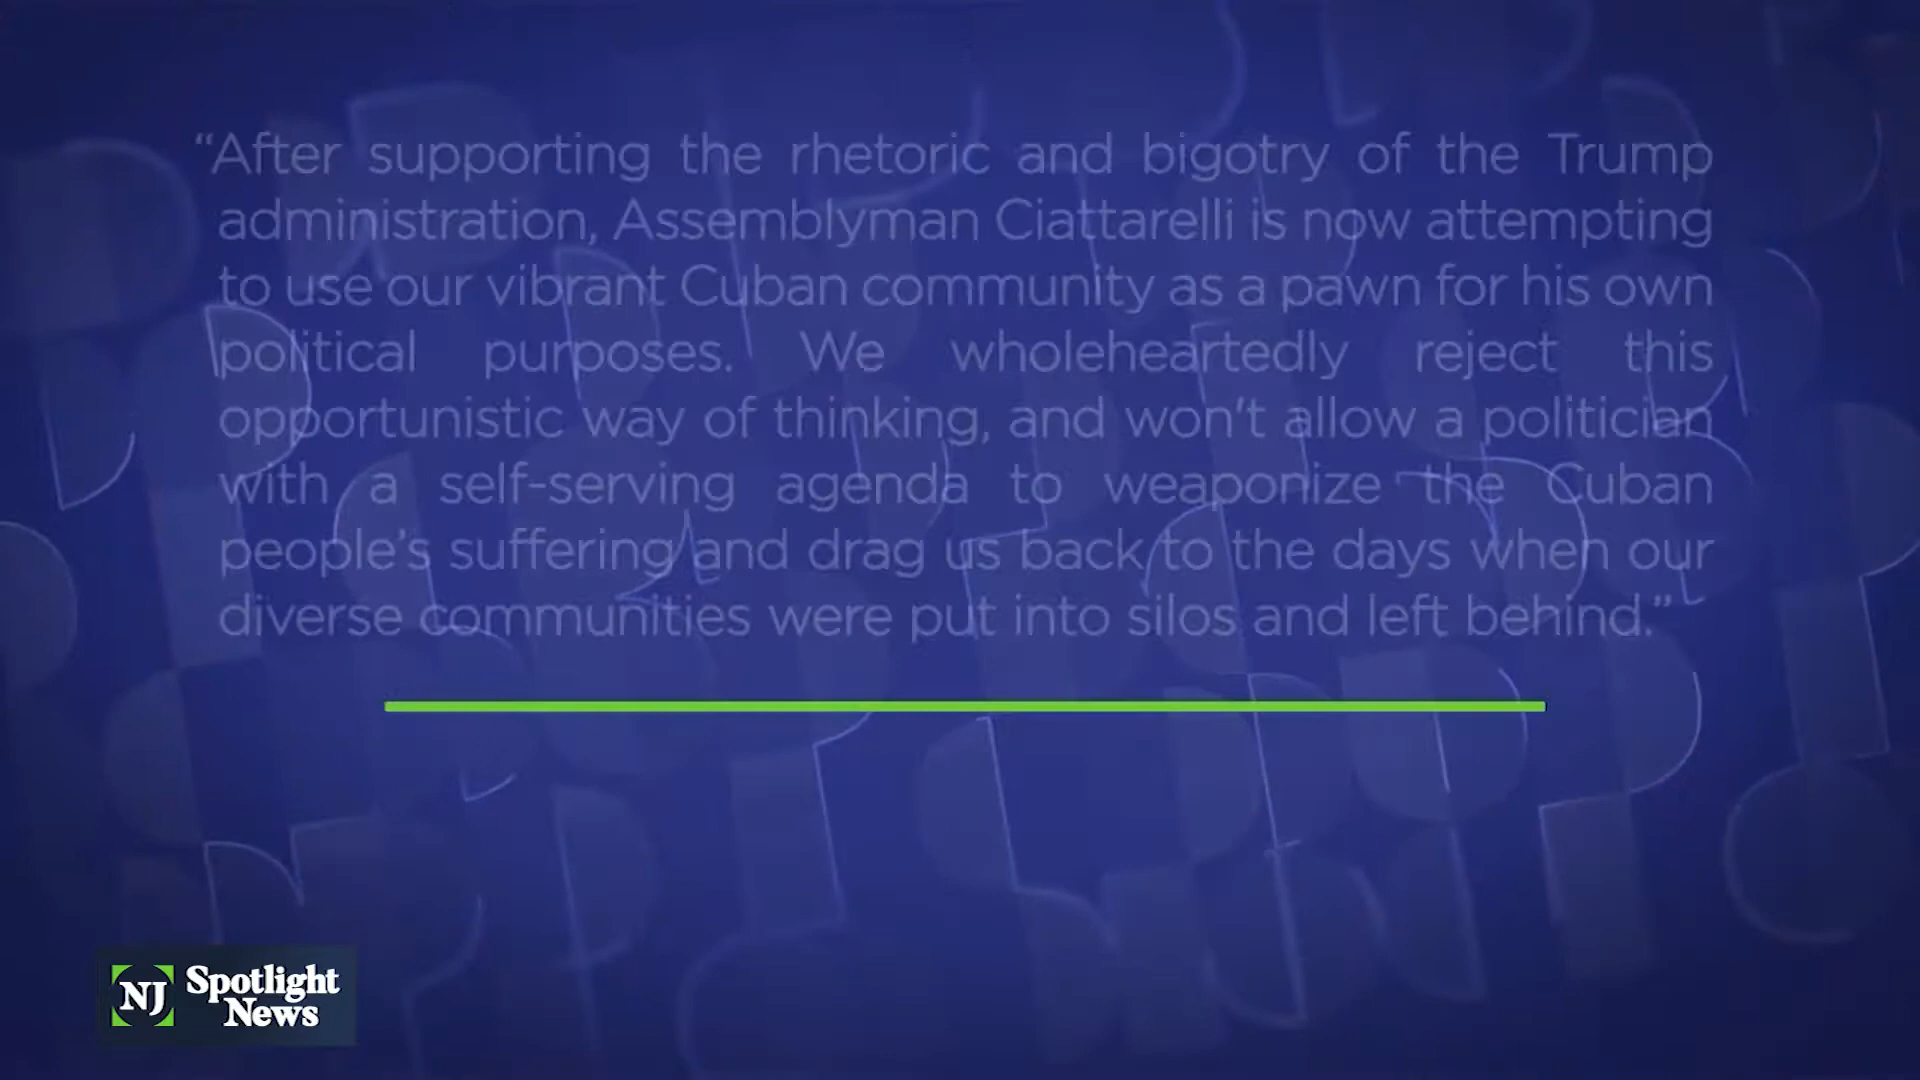 “After supporting the rhetoric and bigotry of the Trump
administration, Assemblyman Ciattarelli is now attempting
to use our vibrant Cuban community as a pawn for his own
political purposes. We wholeheartedly reject this
opportunistic way of thinking, and won't allow a politician
with a self-serving agenda to weaponize the Cuban
people’s suffering and drag us back to the days when our
diverse communities were put into silos and left behind.”
NJ Spotlight
News